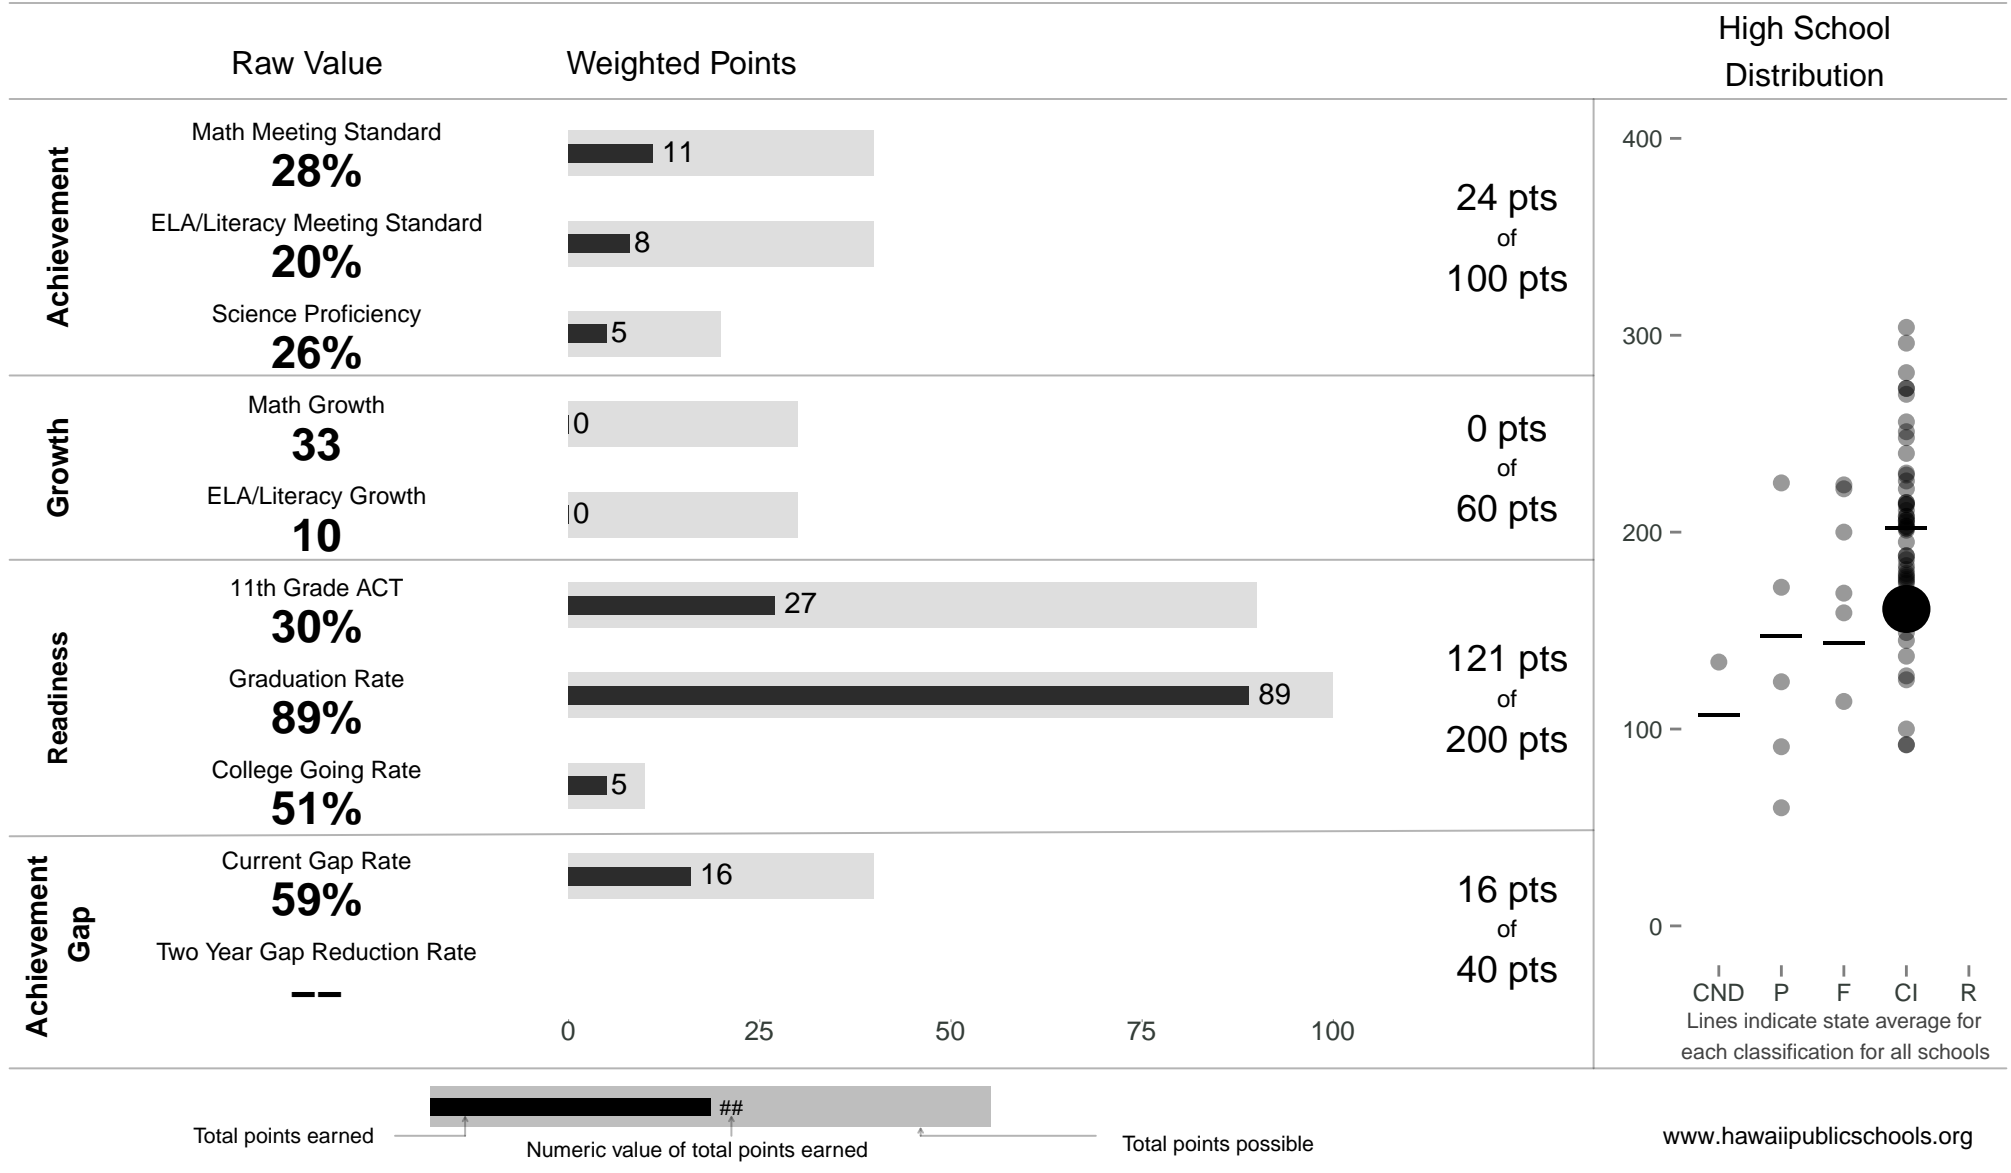 Raw Value
Weighted Points
High School
Distribution
Achievement
Math Meeting Standard
28%
11
ELA/Literacy Meeting Standard
20%
8
Science Proficiency
26%
5
24 pts
of
100 pts
Growth
Math Growth
33
0
ELA/Literacy Growth
10
0
0 pts
of
60 pts
Readiness
11th Grade ACT
30%
27
Graduation Rate
89%
89
College Going Rate
51%
5
121 pts
of
200 pts
Achievement
Gap
Current Gap Rate
59%
16
Two Year Gap Reduction Rate
−−
16 pts
of
40 pts
0 25 50 75 100
400
300
200
100
0
CND P F CI R
Lines indicate state average for
each classification for all schools
##
Total points earned
Numeric value of total points earned
Total points possible
www.hawaiipublicschools.org